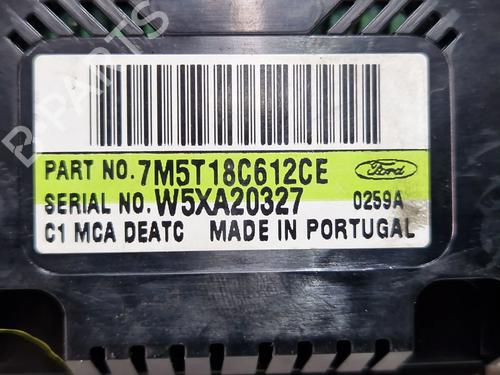 PART NO. 7M5T18C612CE
Ford
SERIAL NO. W5XA20327 0259A
C1 MCA DEATC MADE IN PORTUGAL
B-PARTS